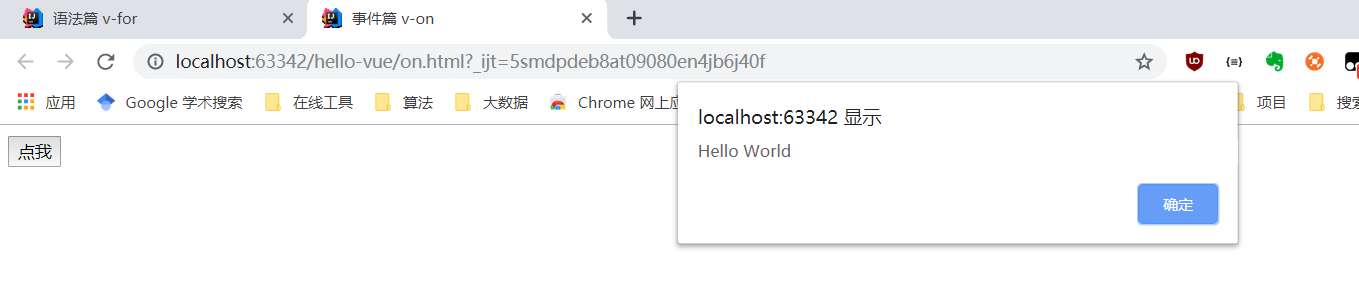 语法篇 v-for
事件篇 v-on
localhost:63342/hello-vue/on.html?_ijt=5smdpdeb8at09080en4jb6j40f
应用 Google 学术搜索 在线工具 算法 大数据 Chrome 网上应 项目 搜索
localhost:63342 显示
Hello World
确定
点我